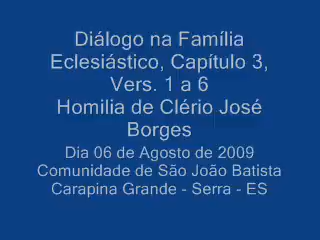 Diálogo na Família
Eclesiástico, Capítulo 3,
Vers. 1 a 6
Homilia de Clério José
Borges
Dia 06 de Agosto de 2009
Comunidade de São João Batista
Carapina Grande - Serra - ES